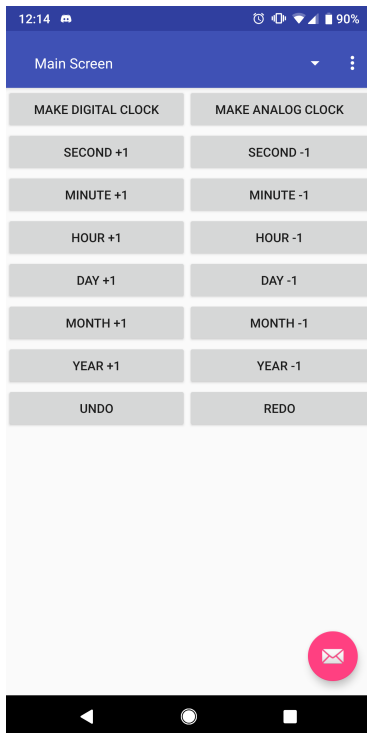 12:14 90%
Main Screen
MAKE DIGITAL CLOCK MAKE ANALOG CLOCK
SECOND +1 SECOND -1
MINUTE +1 MINUTE -1
HOUR +1 HOUR -1
DAY +1 DAY -1
MONTH +1 MONTH -1
YEAR +1 YEAR -1
UNDO REDO